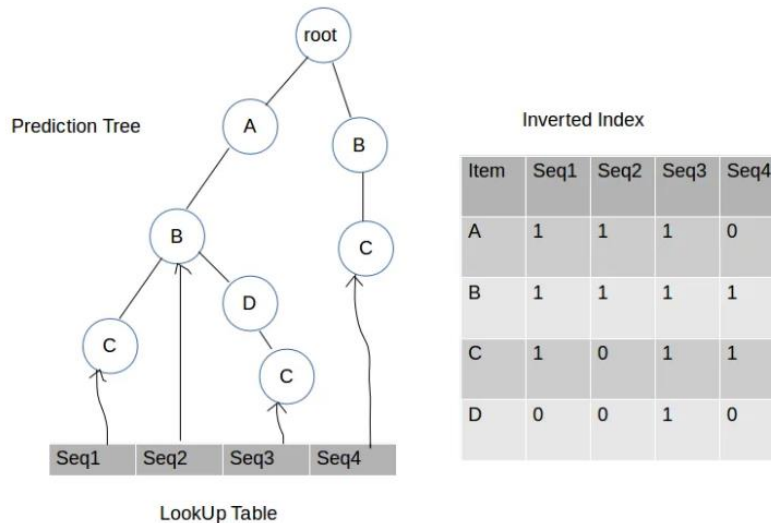 root
Prediction Tree
A
B
B
C
D
C
C
Seq1 Seq2 Seq3 Seq4
LookUp Table
Inverted Index
Item Seq1 Seq2 Seq3 Seq4
A 1 1 1 0
B 1 1 1 1
C 1 0 1 1
D 0 0 1 0